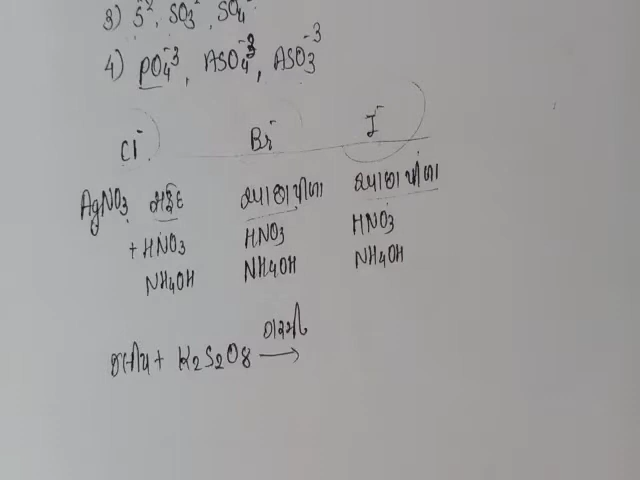 3) S⁻², SO₃⁻², SO₄⁻²
4) PO₄⁻³, ASO₄⁻³, ASO₃⁻³
Cl⁻ Br⁻ I⁻
AgNO₃ સફેદ આછા પીળા આછા પીળા
+ HNO₃ HNO₃ HNO₃
NH₄OH NH₄OH NH₄OH
જલીય + K₂S₂O₈ ગરમી →